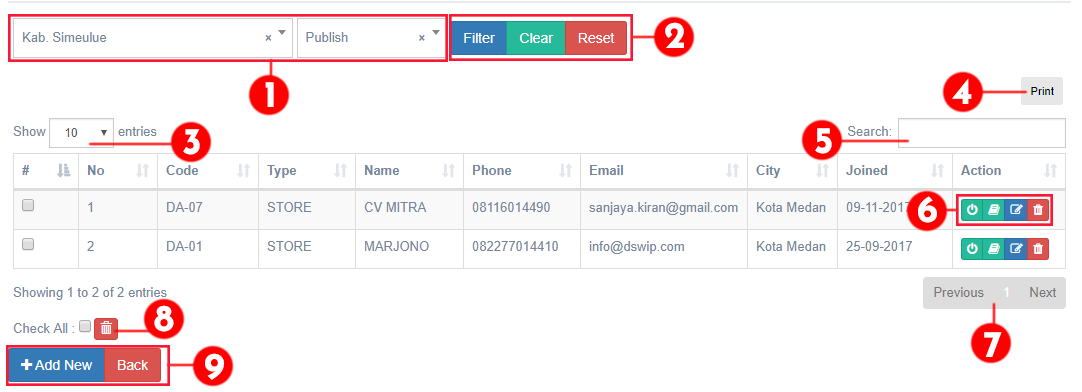 Kab. Simeulue × Publish × Filter Clear Reset 2
1
4 Print
Show 10 entries 3 5 Search:
# No Code Type Name Phone Email City Joined Action
1 DA-07 STORE CV MITRA 08116014490 sanjaya.kiran@gmail.com Kota Medan 09-11-2017 6
2 DA-01 STORE MARJONO 082277014410 info@dswip.com Kota Medan 25-09-2017
Showing 1 to 2 of 2 entries Previous 1 Next
Check All : 8
7
+ Add New Back 9